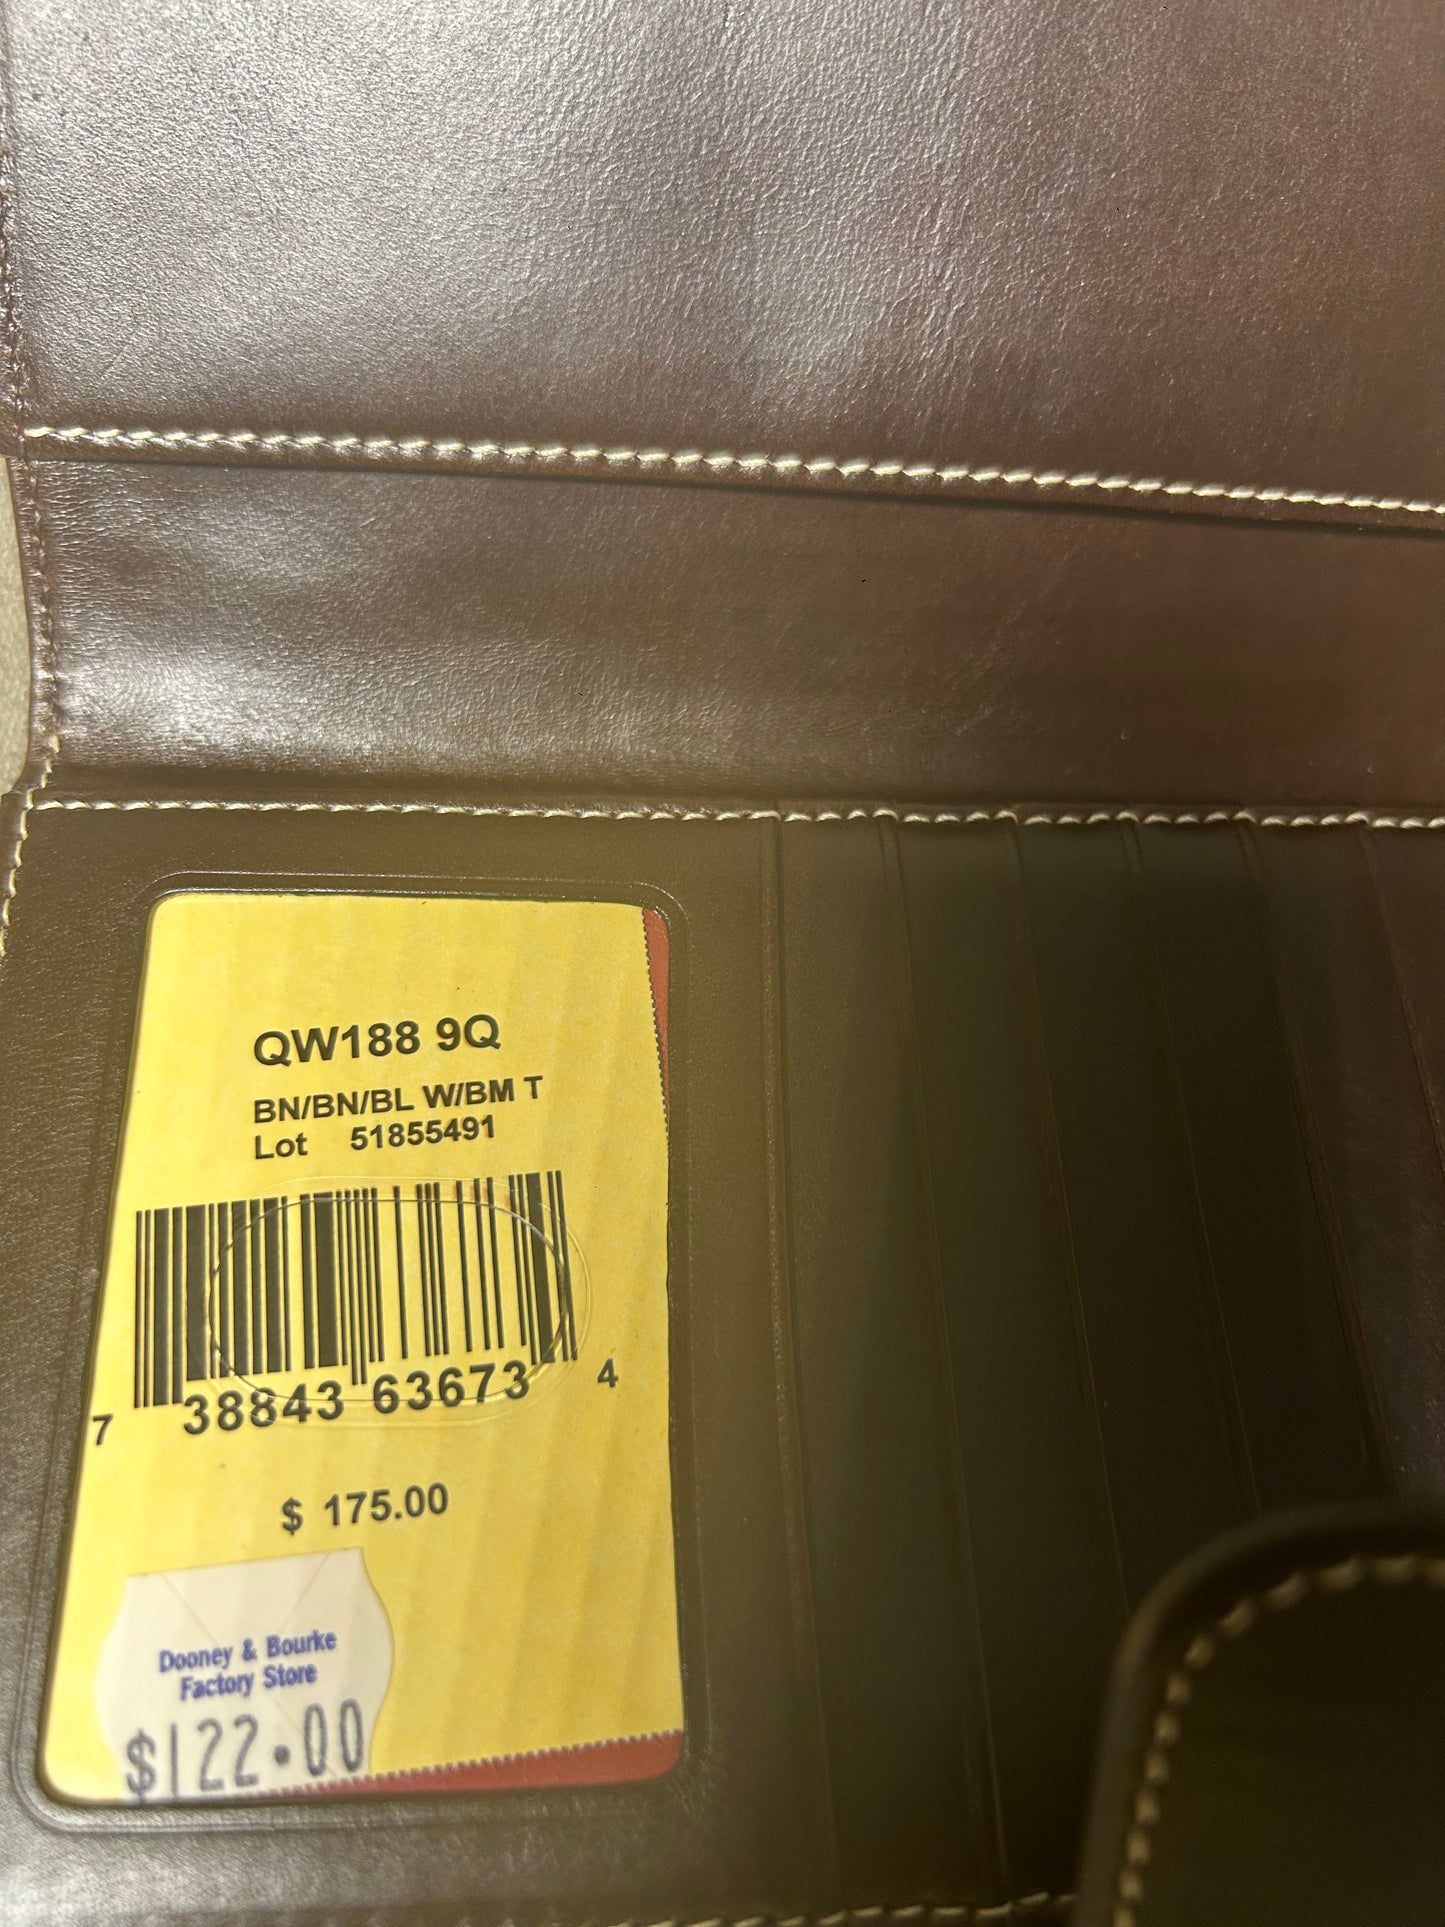 QW188 9Q
BN/BN/BL W/BM T
Lot 51855491
7 38843 63673 4
$ 175.00
Dooney & Bourke
Factory Store
$122.00